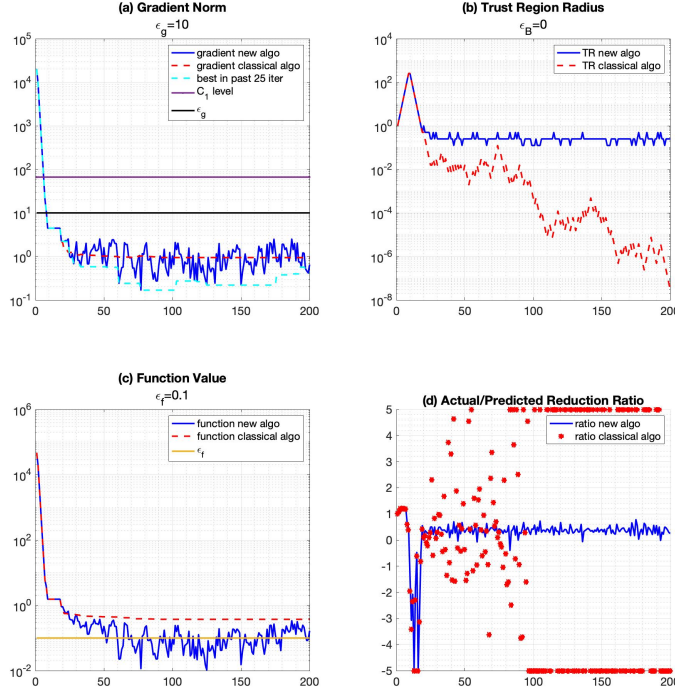 (a) Gradient Norm
ϵg=10
gradient new algo
gradient classical algo
best in past 25 iter
C1 level
ϵg
10^5
10^4
10^3
10^2
10^1
10^0
10^-1
0 50 100 150 200
(b) Trust Region Radius
ϵB=0
TR new algo
TR classical algo
10^4
10^2
10^0
10^-2
10^-4
10^-6
10^-8
0 50 100 150 200
(c) Function Value
ϵf=0.1
function new algo
function classical algo
ϵf
10^6
10^4
10^2
10^0
10^-2
0 50 100 150 200
(d) Actual/Predicted Reduction Ratio
ratio new algo
ratio classical algo
5
4
3
2
1
0
-1
-2
-3
-4
-5
0 50 100 150 200